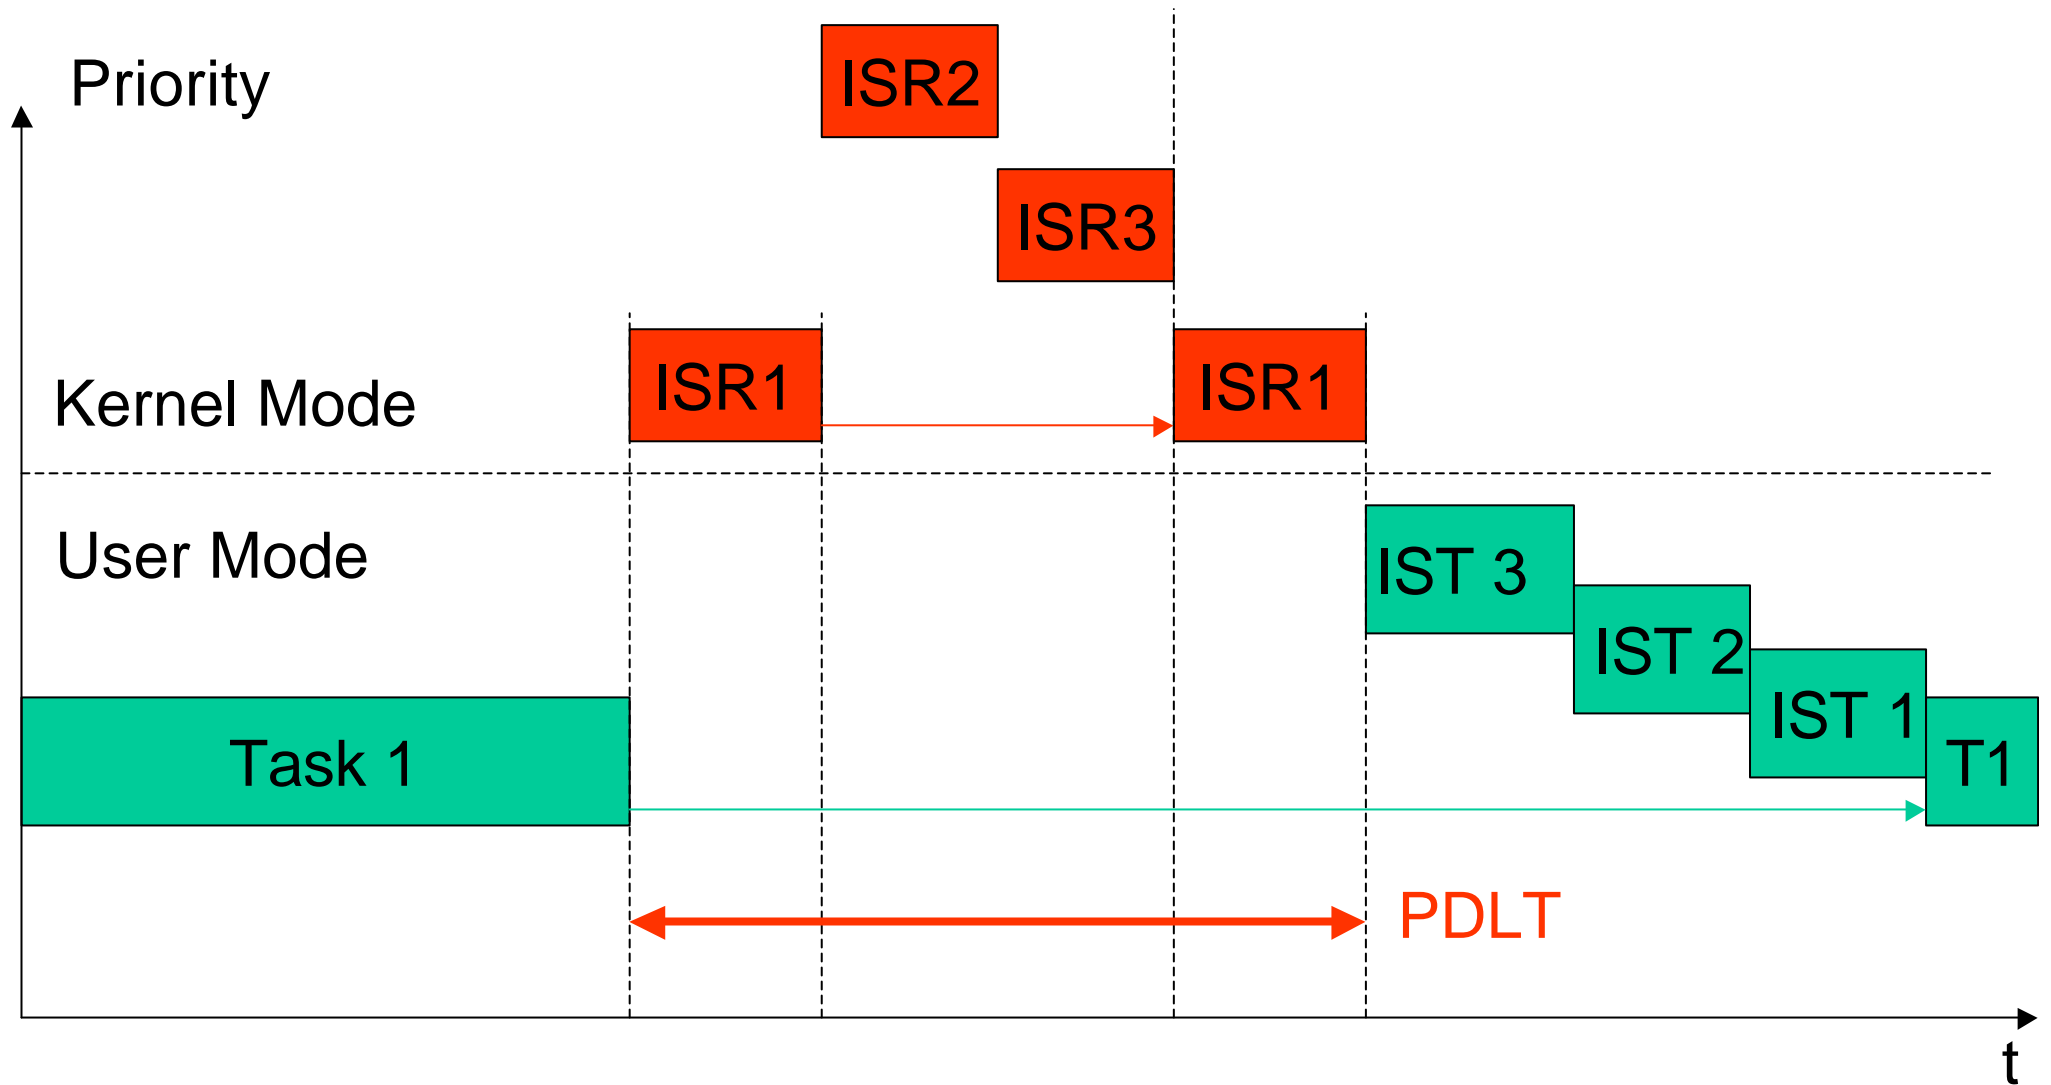 Priority
ISR2
ISR3
Kernel Mode
ISR1
ISR1
User Mode
IST 3
IST 2
IST 1
Task 1
T1
PDLT
t